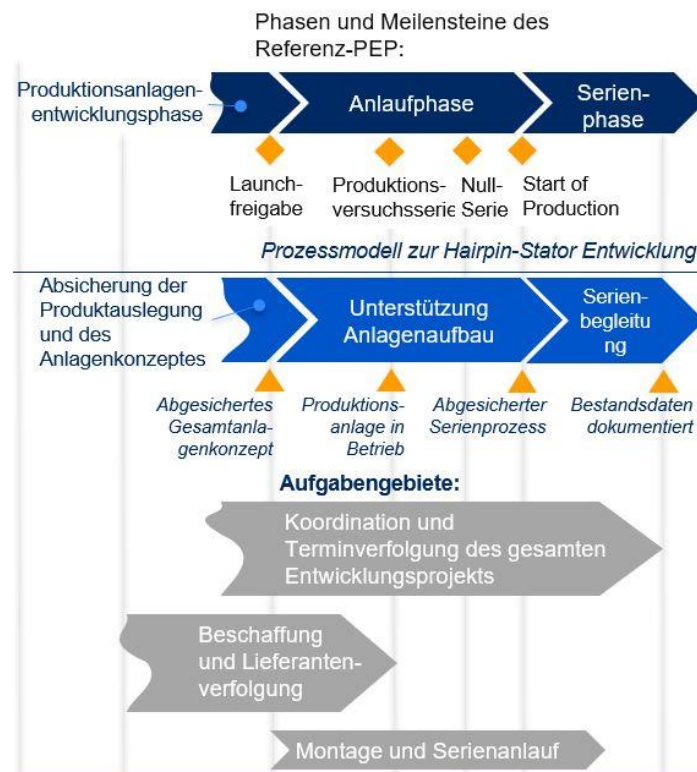 Phasen und Meilensteine des
Referenz-PEP:
Produktionsanlagen-
entwicklungsphase
Anlaufphase
Serien-
phase
Launch-
freigabe
Produktions-
versuchsserie
Null-
Serie
Start of
Production
Prozessmodell zur Hairpin-Stator Entwicklung
Absicherung der
Produktauslegung
und des
Anlagenkonzeptes
Unterstützung
Anlagenaufbau
Serien-
begleitu
ng
Abgesichertes
Gesamtanla-
genkonzept
Produktions-
anlage in
Betrieb
Abgesicherter
Serienprozess
Bestandsdaten
dokumentiert
Aufgabengebiete:
Koordination und
Terminverfolgung des gesamten
Entwicklungsprojekts
Beschaffung
und Lieferanten-
verfolgung
Montage und Serienanlauf